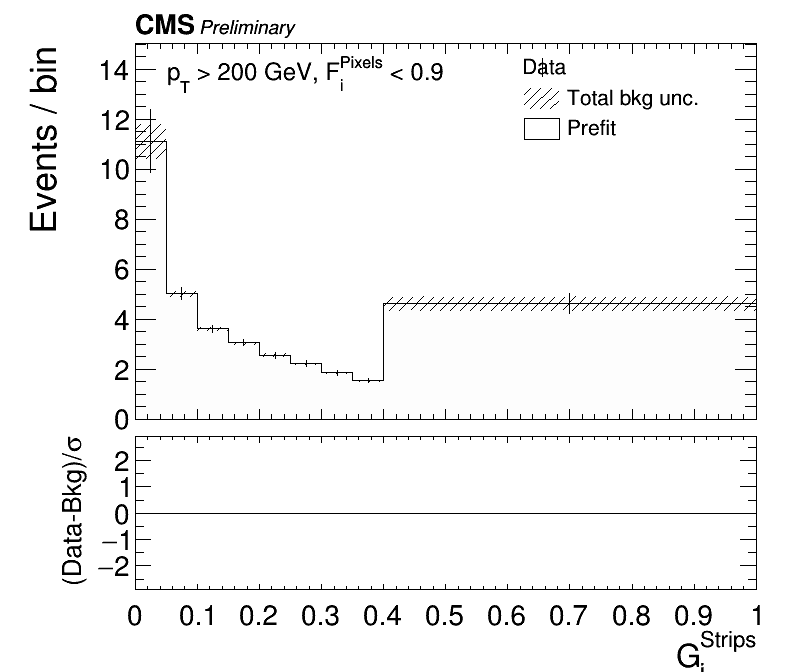 CMS Preliminary
Events / bin
p_T > 200 GeV, F_i^Pixels < 0.9
Data
Total bkg unc.
Prefit
14
12
10
8
6
4
2
0
(Data-Bkg)/σ
2
1
0
−1
−2
0 0.1 0.2 0.3 0.4 0.5 0.6 0.7 0.8 0.9 1
G_i^Strips